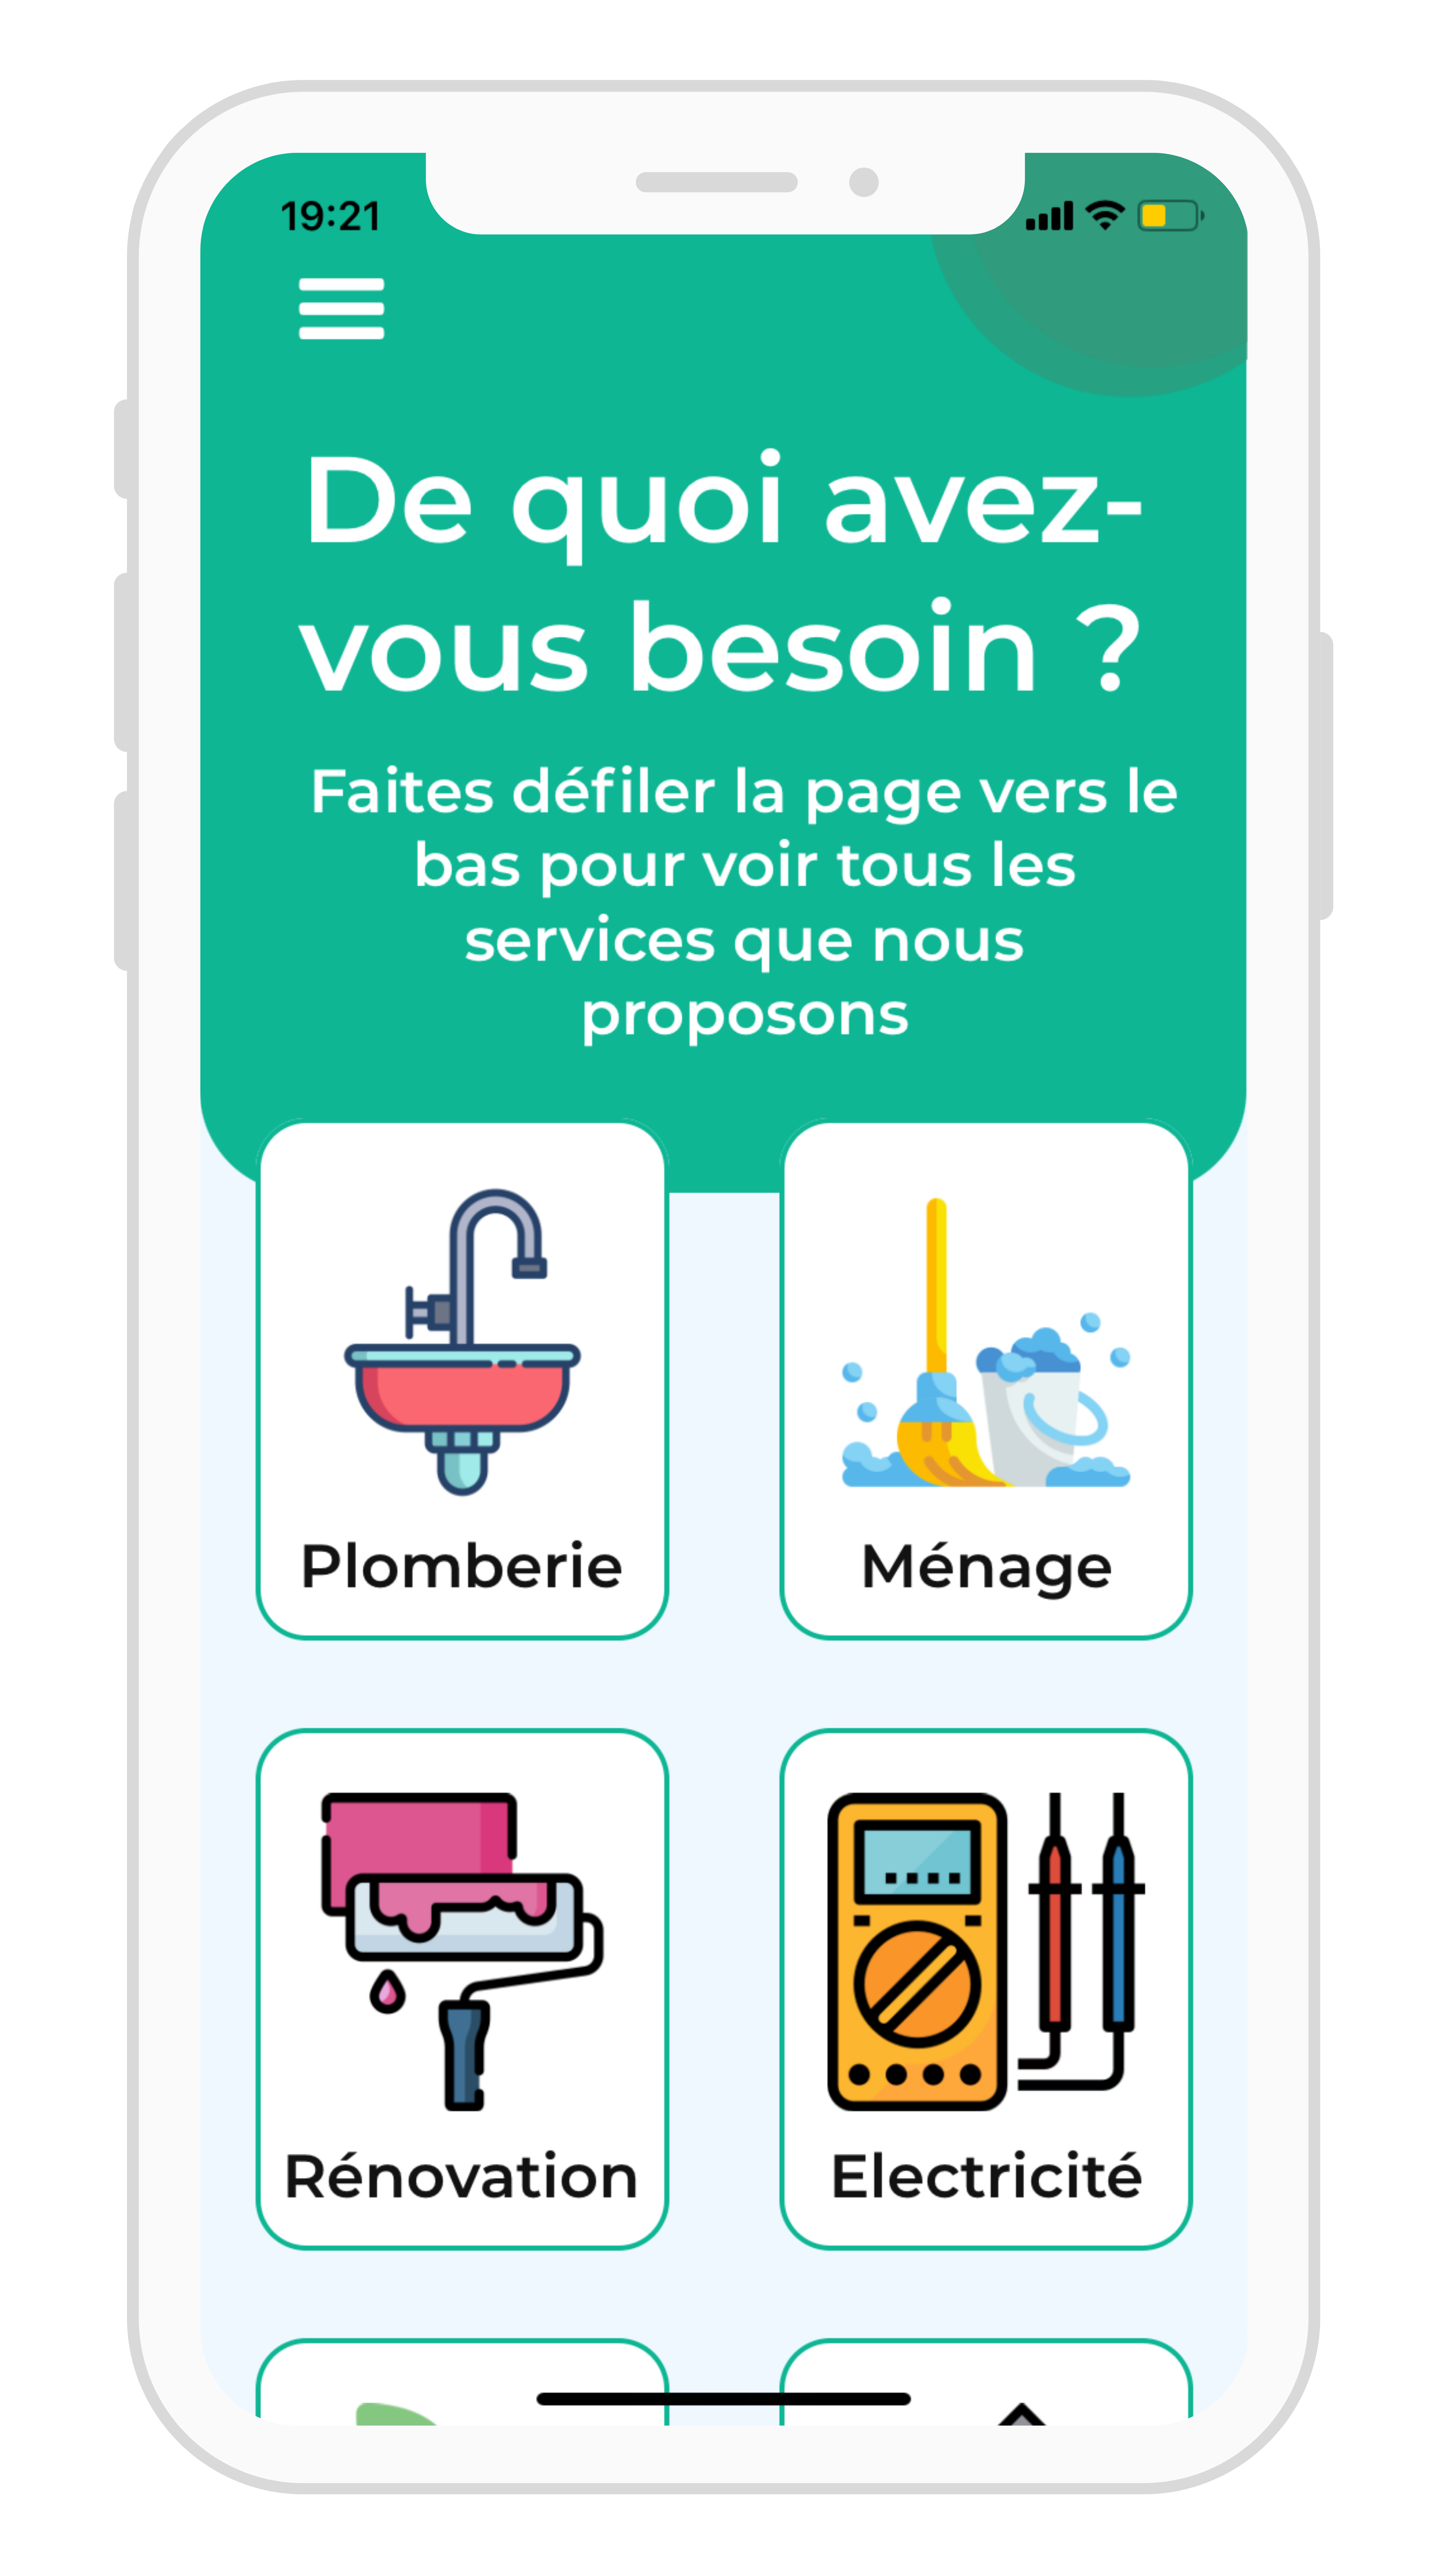 19:21
De quoi avez-
vous besoin ?
Faites défiler la page vers le
bas pour voir tous les
services que nous
proposons
Plomberie
Ménage
Rénovation
Electricité